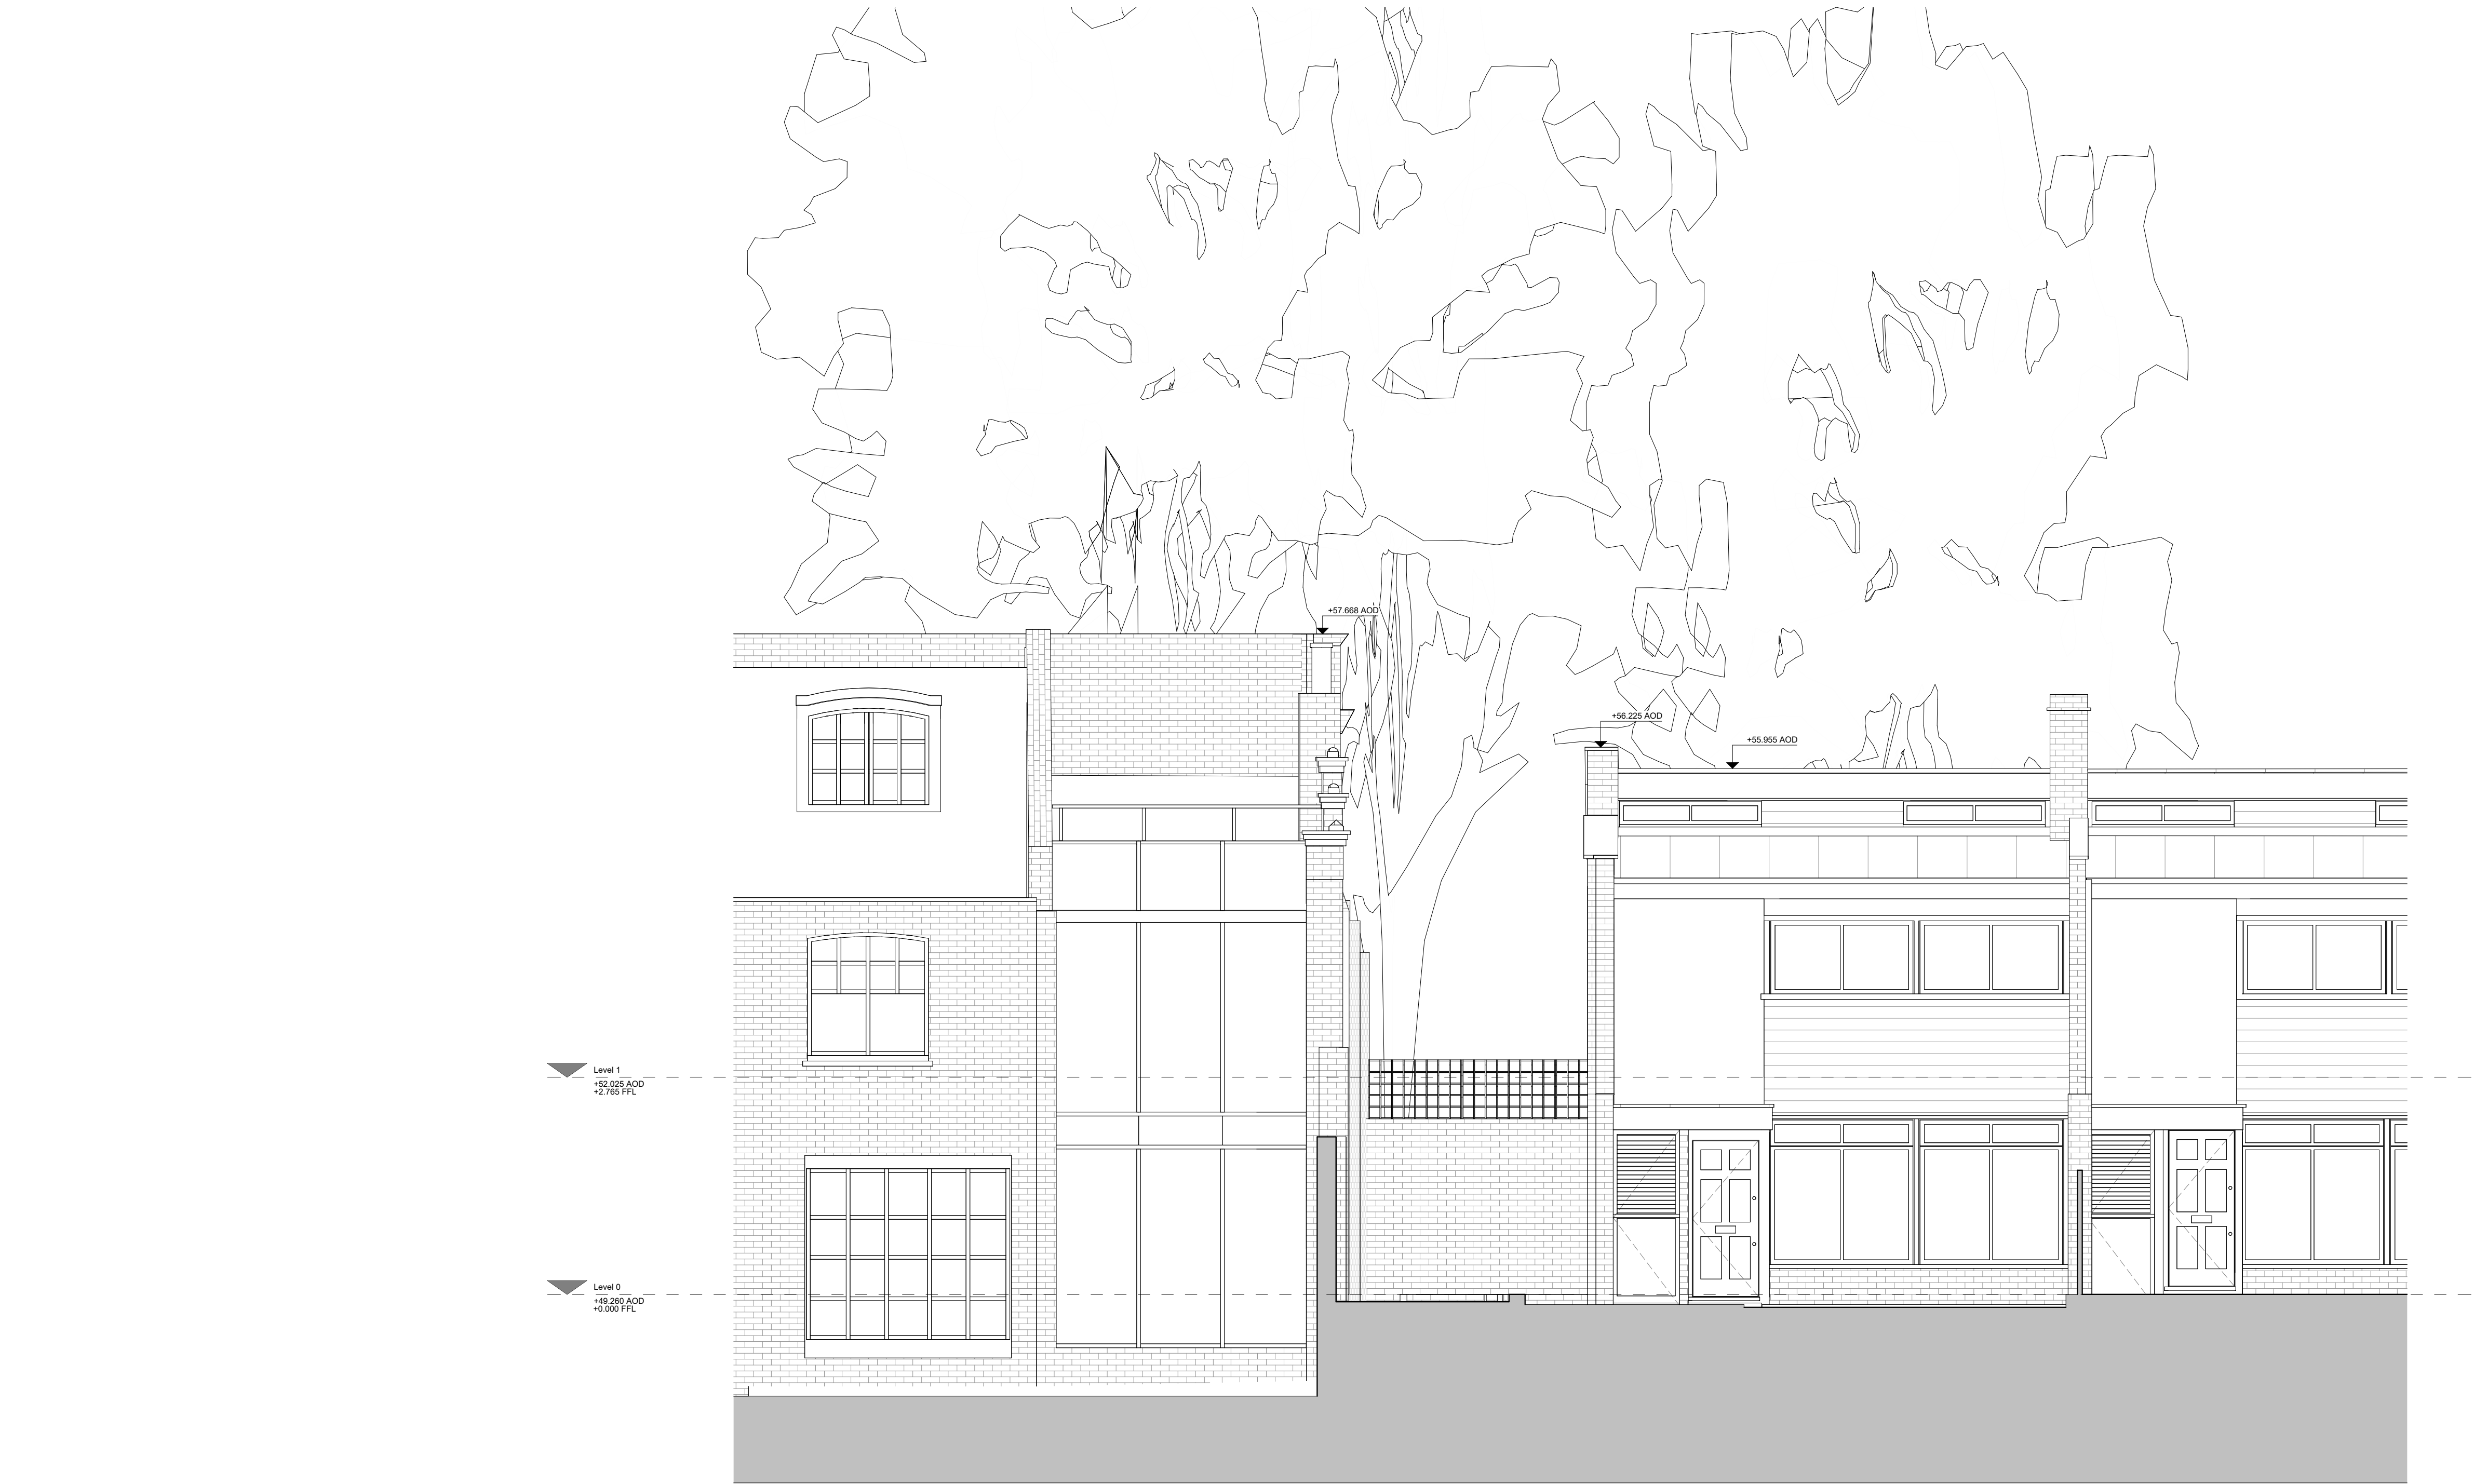 +57.668 AOD
+56.225 AOD
+55.955 AOD
Level 1
+52.025 AOD
+2.765 FFL
Level 0
+49.260 AOD
+0.000 FFL